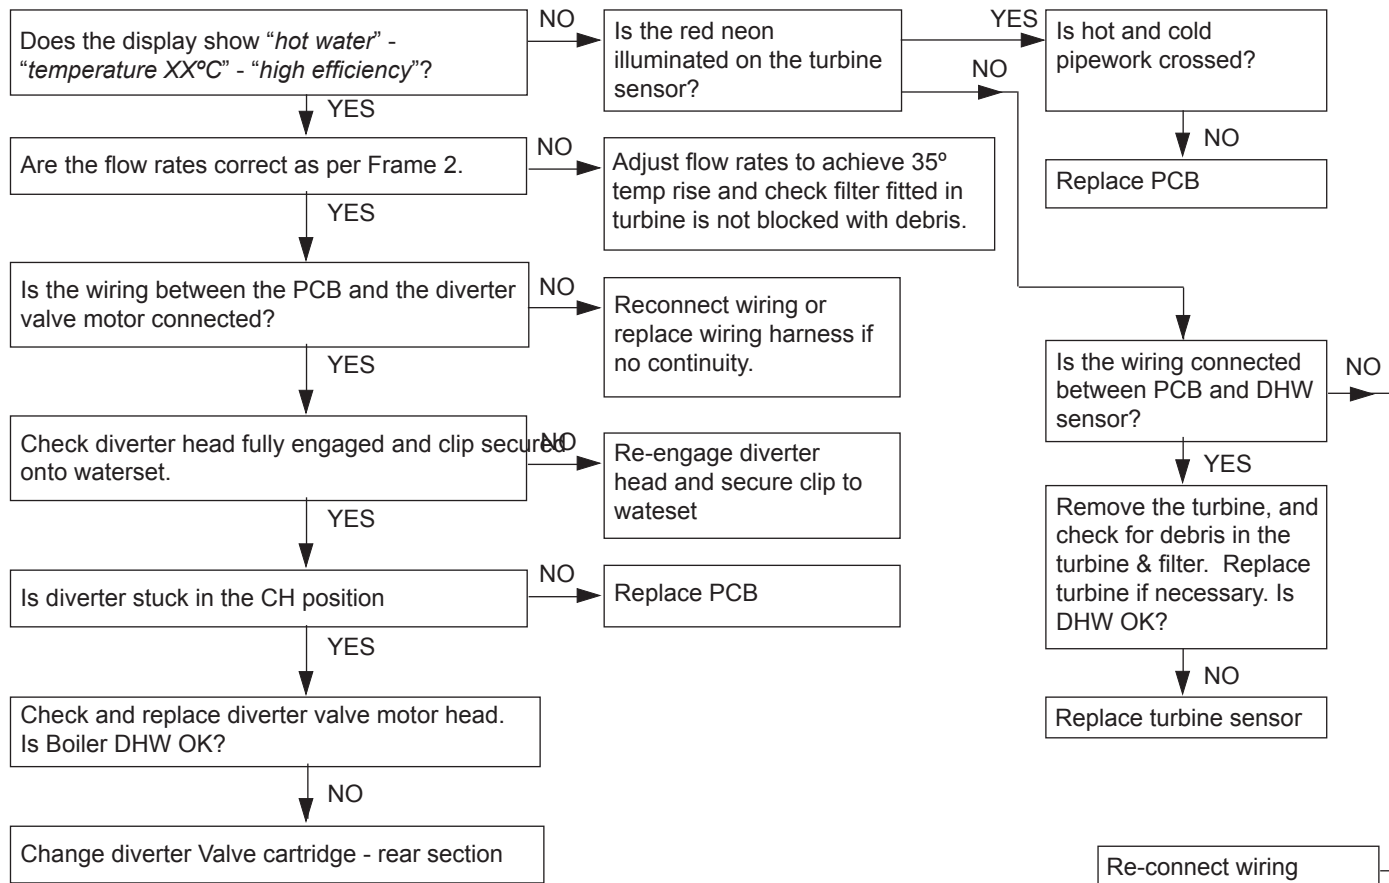 Does the display show “hot water” -
“temperature XXºC” - “high efficiency”?
NO
Is the red neon
illuminated on the turbine
sensor?
YES
NO
Is hot and cold
pipework crossed?
YES
NO
Are the flow rates correct as per Frame 2.
NO
Adjust flow rates to achieve 35º
temp rise and check filter fitted in
turbine is not blocked with debris.
Replace PCB
YES
Is the wiring between the PCB and the diverter
valve motor connected?
NO
Reconnect wiring or
replace wiring harness if
no continuity.
Is the wiring connected
between PCB and DHW
sensor?
NO
YES
Check diverter head fully engaged and clip secured
onto waterset.
NO
Re-engage diverter
head and secure clip to
wateset
YES
Remove the turbine, and
check for debris in the
turbine & filter. Replace
turbine if necessary. Is
DHW OK?
YES
Is diverter stuck in the CH position
NO
Replace PCB
YES
NO
Replace turbine sensor
Check and replace diverter valve motor head.
Is Boiler DHW OK?
NO
Change diverter Valve cartridge - rear section
Re-connect wiring